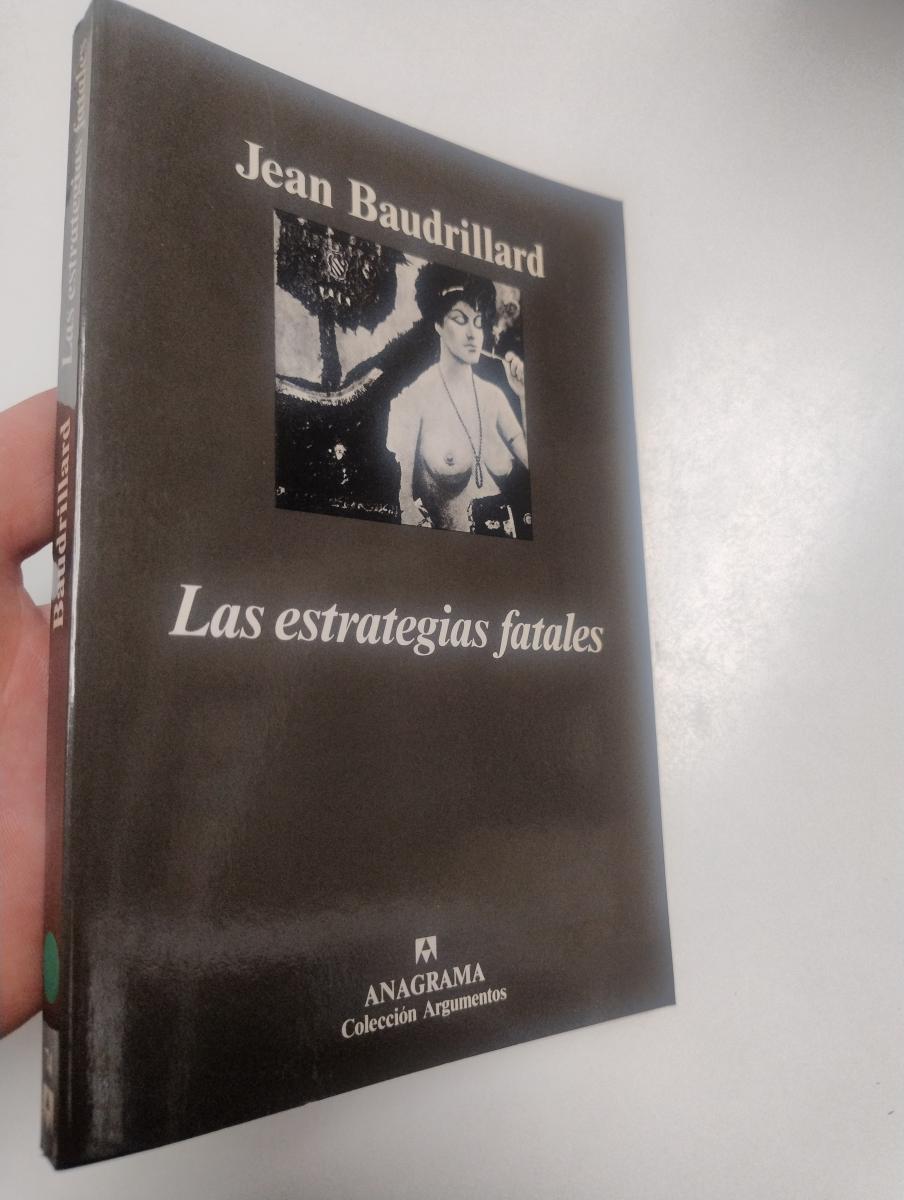 Jean Baudrillard
Las estrategias fatales
ANAGRAMA
Colección Argumentos
Baudrillard
Las estrategias fatales